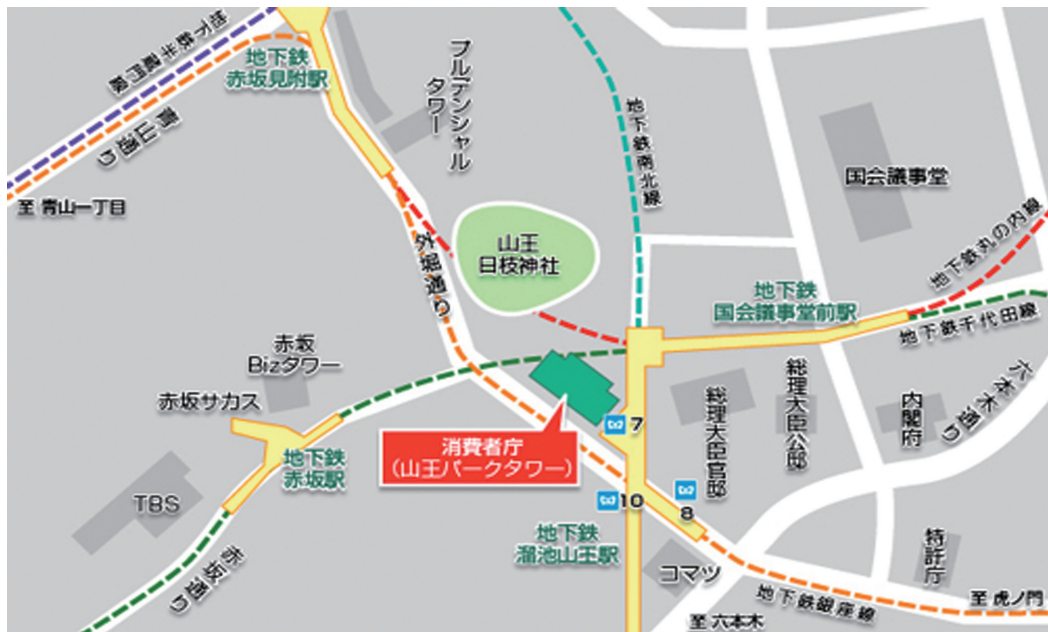 地下鉄半蔵門線
青山通り
至 青山一丁目
地下鉄
赤坂見附駅
プルデンシャル
タワー
地下鉄南北線
国会議事堂
外堀通り
山王
日枝神社
地下鉄丸の内線
地下鉄
国会議事堂前駅
地下鉄千代田線
赤坂
Bizタワー
赤坂サカス
消費者庁
(山王パークタワー)
7
総理大臣官邸
総理大臣公邸
内閣府
六本木通り
地下鉄
赤坂駅
TBS
10
8
地下鉄
溜池山王駅
コマツ
特許庁
赤坂通り
地下鉄銀座線
至 虎ノ門
至 六本木